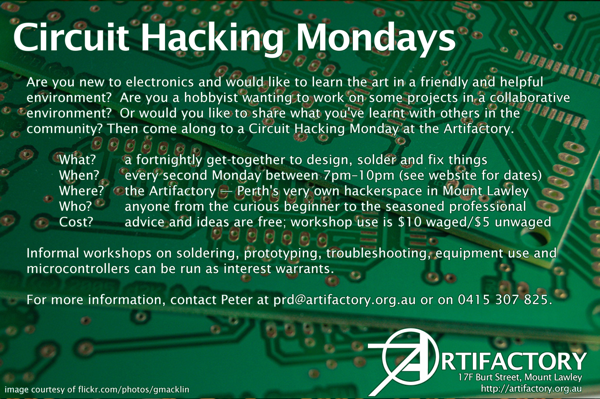 Circuit Hacking Mondays
Are you new to electronics and would like to learn the art in a friendly and helpful
environment?  Are you a hobbyist wanting to work on some projects in a collaborative
environment?  Or would you like to share what you've learnt with others in the
community? Then come along to a Circuit Hacking Monday at the Artifactory.
What? a fortnightly get-together to design, solder and fix things
When? every second Monday between 7pm–10pm (see website for dates)
Where? the Artifactory — Perth's very own hackerspace in Mount Lawley
Who? anyone from the curious beginner to the seasoned professional
Cost? advice and ideas are free; workshop use is $10 waged/$5 unwaged
Informal workshops on soldering, prototyping, troubleshooting, equipment use and
microcontrollers can be run as interest warrants.
For more information, contact Peter at prd@artifactory.org.au or on 0415 307 825.
ARTIFACTORY
17F Burt Street, Mount Lawley
http://artifactory.org.au
image courtesy of flickr.com/photos/gmacklin